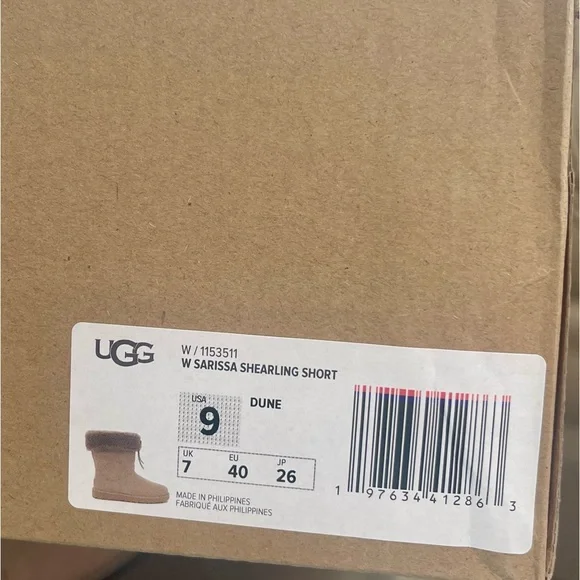 UGG
W / 1153511
W SARISSA SHEARLING SHORT
USA
9
DUNE
UK EU JP
7 40 26
MADE IN PHILIPPINES
FABRIQUÉ AUX PHILIPPINES
1 97634 41286 3